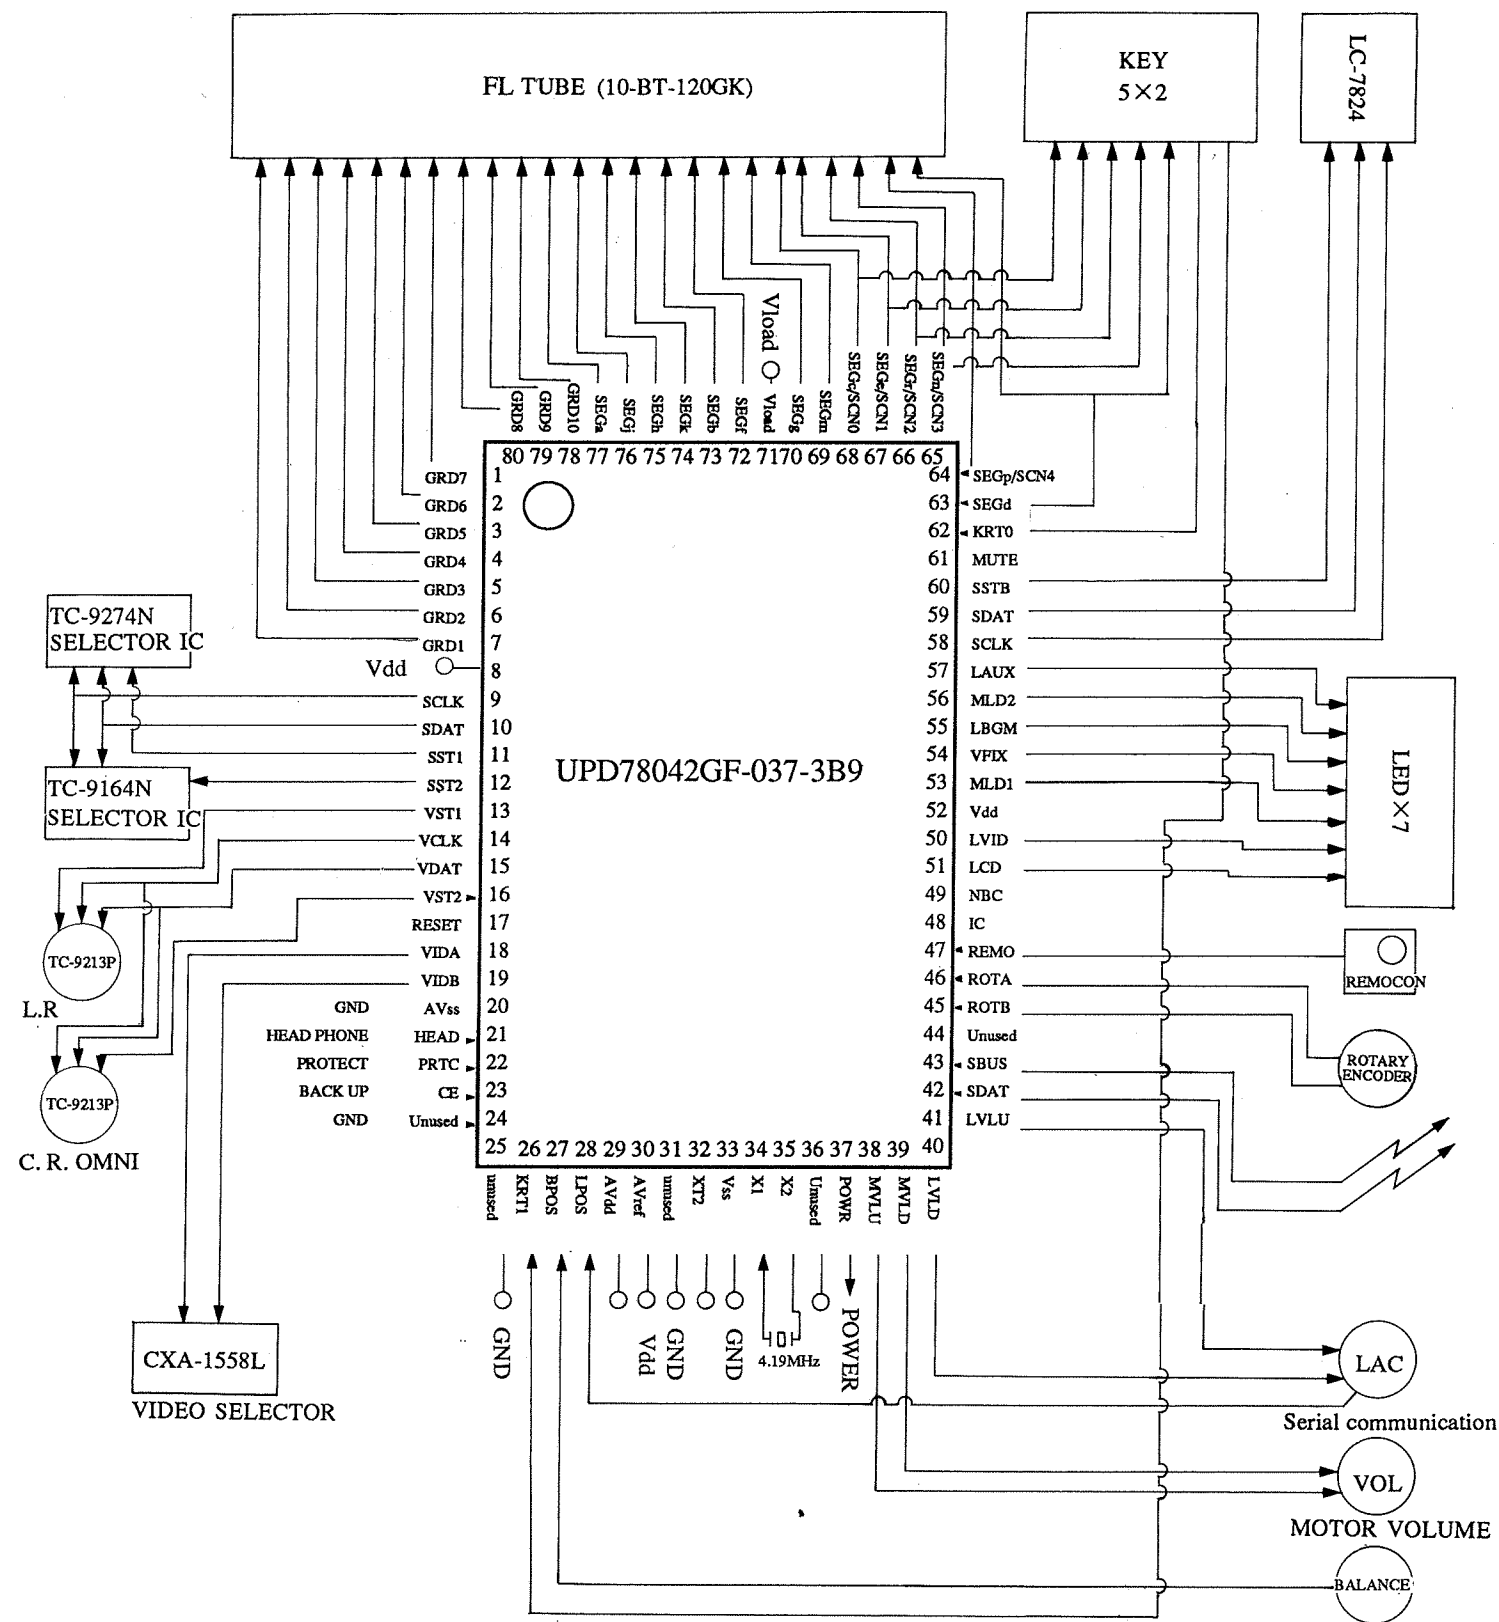 FL TUBE (10-BT-120GK)
KEY
5×2
LC-7824
Vload
GRD8
GRD9
GRD10
SEGa
SEGj
SEGh
SEGk
SEGb
SEGf
Vload
SEGg
SEGm
SEGc/SCN0
SEGe/SCN1
SEGr/SCN2
SEGn/SCN3
80 79 78 77 76 75 74 73 72 71 70 69 68 67 66 65
GRD7 1
GRD6 2
GRD5 3
GRD4 4
GRD3 5
GRD2 6
GRD1 7
Vdd 8
SCLK 9
SDAT 10
SST1 11
SST2 12
VST1 13
VCLK 14
VDAT 15
VST2 16
RESET 17
VIDA 18
VIDB 19
GND AVss 20
HEAD PHONE HEAD 21
PROTECT PRTC 22
BACK UP CE 23
GND Unused 24
TC-9274N
SELECTOR IC
TC-9164N
SELECTOR IC
TC-9213P
L.R
TC-9213P
C. R. OMNI
CXA-1558L
VIDEO SELECTOR
UPD78042GF-037-3B9
64 SEGp/SCN4
63 SEGd
62 KRT0
61 MUTE
60 SSTB
59 SDAT
58 SCLK
57 LAUX
56 MLD2
55 LBGM
54 VFIX
53 MLD1
52 Vdd
50 LVID
51 LCD
49 NBC
48 IC
47 REMO
46 ROTA
45 ROTB
44 Unused
43 SBUS
42 SDAT
41 LVLU
LED×7
REMOCON
ROTARY
ENCODER
25 26 27 28 29 30 31 32 33 34 35 36 37 38 39 40
unused
KRT1
BPOS
LPOS
AVdd
AVref
unused
XT2
Vss
X1
X2
Unused
POWR
MVLU
MVLD
LVLD
GND
Vdd
GND
GND
4.19MHz
POWER
LAC
Serial communication
VOL
MOTOR VOLUME
BALANCE